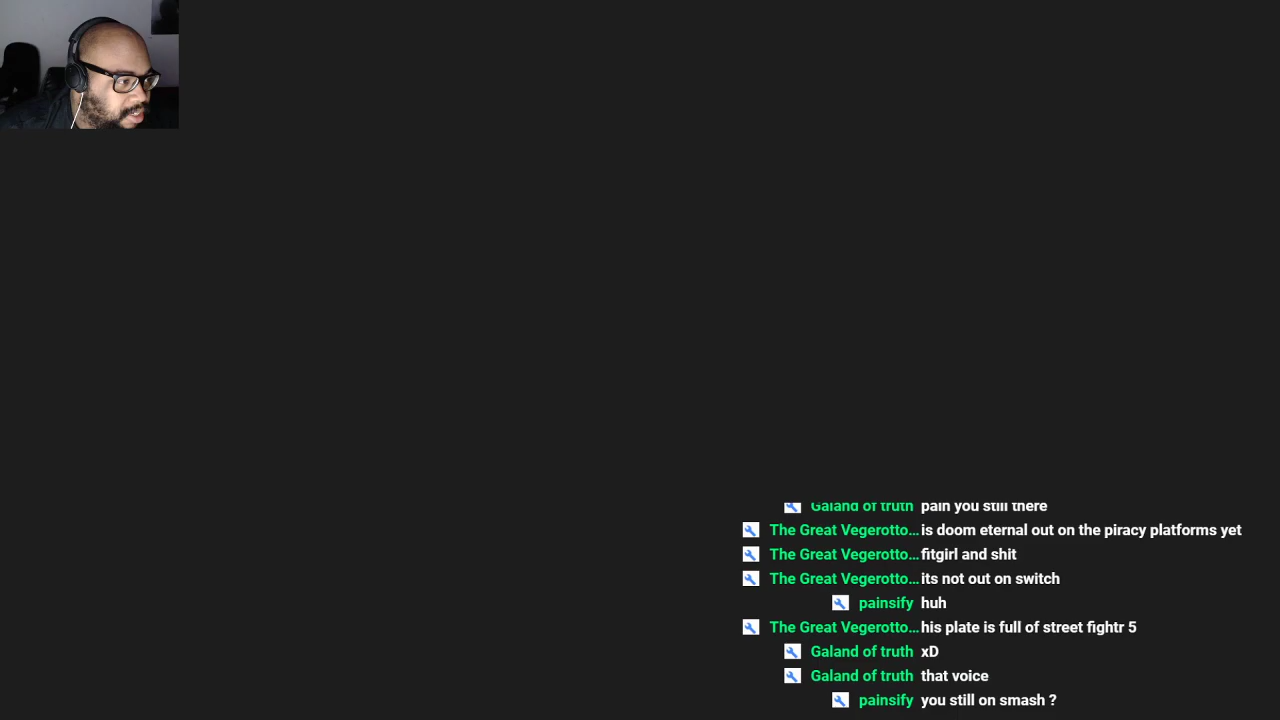 Galand of truth pain you still there
The Great Vegerotto... is doom eternal out on the piracy platforms yet
The Great Vegerotto... fitgirl and shit
The Great Vegerotto... its not out on switch
painsify huh
The Great Vegerotto... his plate is full of street fightr 5
Galand of truth xD
Galand of truth that voice
painsify you still on smash ?